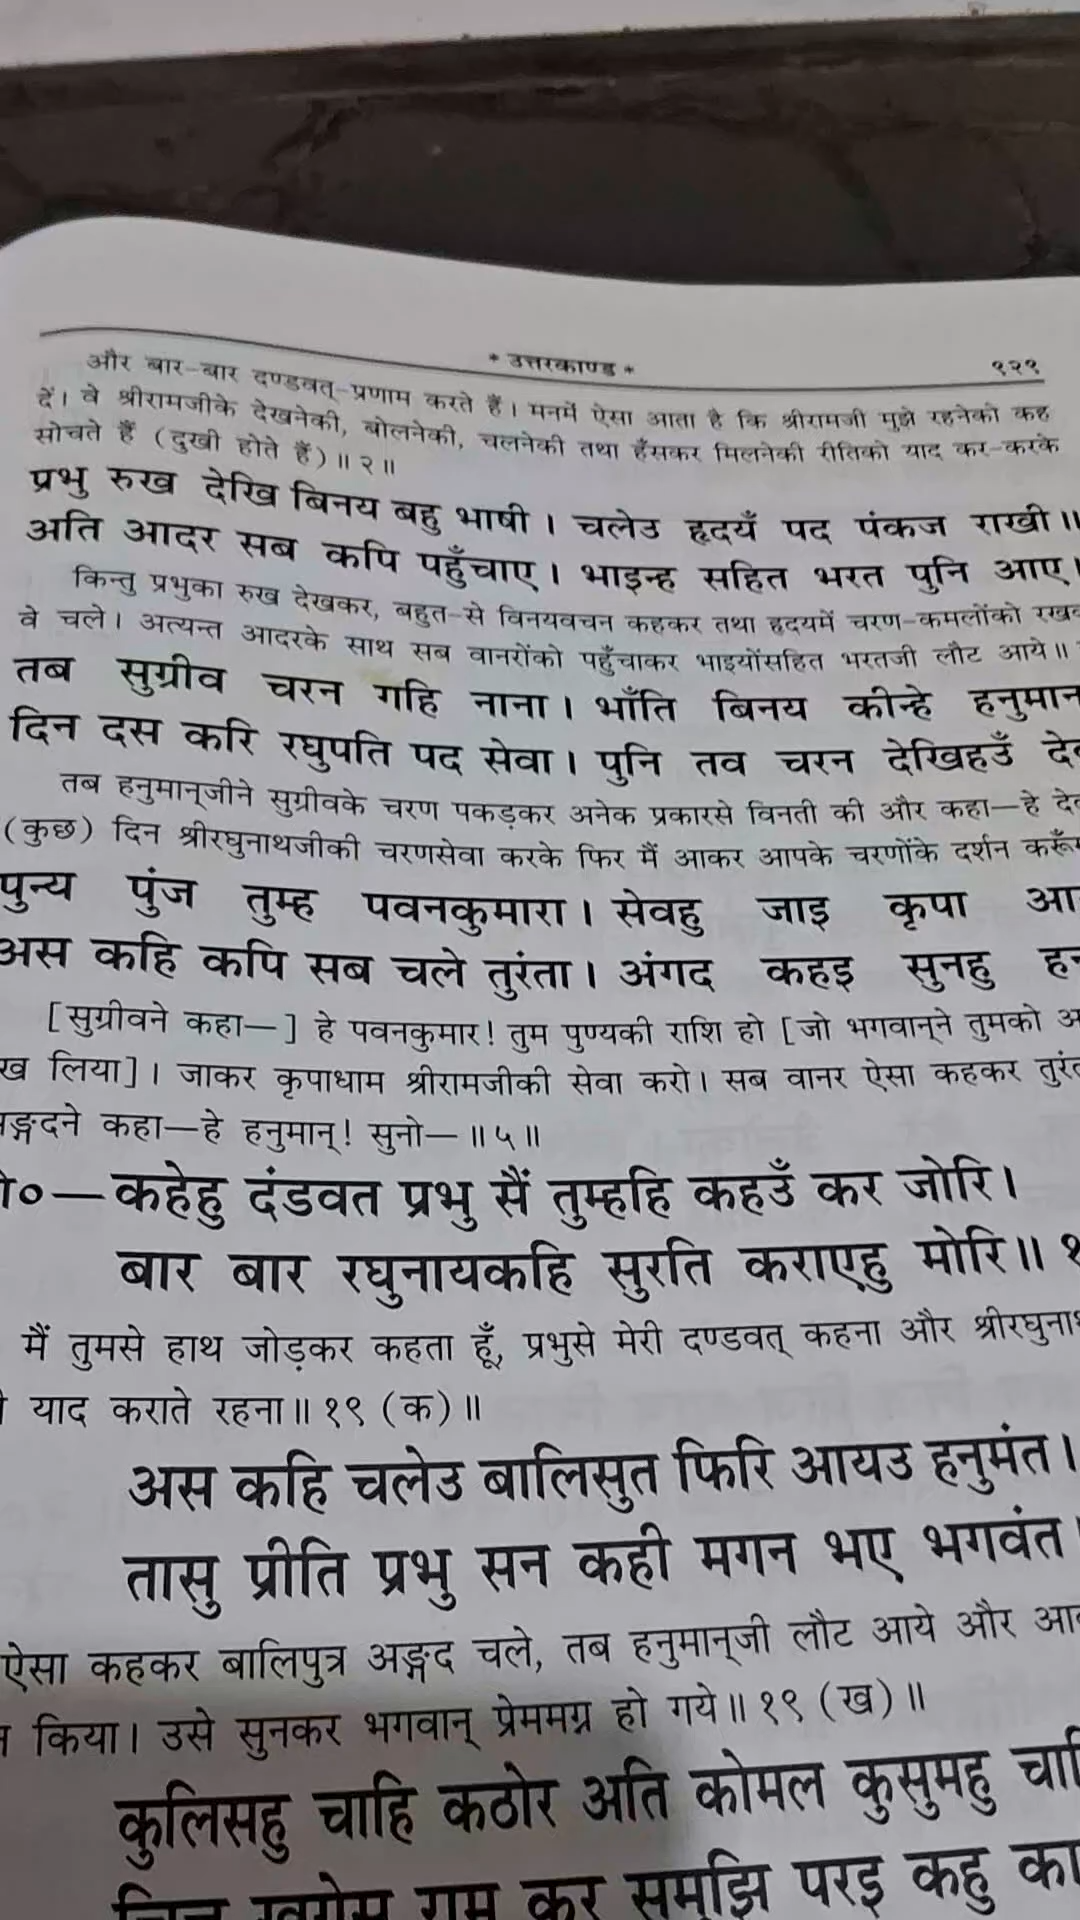 * उत्तरकाण्ड * १२१
और बार-बार दण्डवत्-प्रणाम करते हैं। मनमें ऐसा आता है कि श्रीरामजी मुझे रहनेको कह
दें। वे श्रीरामजीके देखनेकी, बोलनेकी, चलनेकी तथा हँसकर मिलनेकी रीतिको याद कर-करके
सोचते हैं (दुखी होते हैं)॥२॥
प्रभु रुख देखि बिनय बहु भाषी। चलेउ हृदयँ पद पंकज राखी॥
अति आदर सब कपि पहुँचाए। भाइन्ह सहित भरत पुनि आए।
किन्तु प्रभुका रुख देखकर, बहुत-से विनयवचन कहकर तथा हृदयमें चरण-कमलोंको
वे चले। अत्यन्त आदरके साथ सब वानरोंको पहुँचाकर भाइयोंसहित भरतजी लौट आये॥
तब सुग्रीव चरन गहि नाना। भाँति बिनय कीन्हे हनुमान
दिन दस करि रघुपति पद सेवा। पुनि तव चरन देखिहउँ
तब हनुमान्‌जीने सुग्रीवके चरण पकड़कर अनेक प्रकारसे विनती की और कहा—हे
(कुछ) दिन श्रीरघुनाथजीकी चरणसेवा करके फिर मैं आकर आपके चरणोंके दर्शन
पुन्य पुंज तुम्ह पवनकुमारा। सेवहु जाइ कृपा आ
अस कहि कपि सब चले तुरंता। अंगद कहइ सुनहु
[सुग्रीवने कहा—] हे पवनकुमार! तुम पुण्यकी राशि हो [जो भगवान्‌ने तुमको
ख लिया]। जाकर कृपाधाम श्रीरामजीकी सेवा करो। सब वानर ऐसा कहकर
ङ्गदने कहा—हे हनुमान्! सुनो—॥५॥
०—कहेहु दंडवत प्रभु सैं तुम्हहि कहउँ कर जोरि।
बार बार रघुनायकहि सुरति कराएहु मोरि॥
मैं तुमसे हाथ जोड़कर कहता हूँ, प्रभुसे मेरी दण्डवत् कहना और
याद कराते रहना॥१९ (क)॥
अस कहि चलेउ बालिसुत फिरि आयउ हनुमंत।
तासु प्रीति प्रभु सन कही मगन भए भगवंत
ऐसा कहकर बालिपुत्र अङ्गद चले, तब हनुमान्‌जी लौट आये और
किया। उसे सुनकर भगवान् प्रेममग्न हो गये॥१९ (ख)॥
कुलिसहु चाहि कठोर अति कोमल कुसुमहु
राम कर समुझि परइ कहु